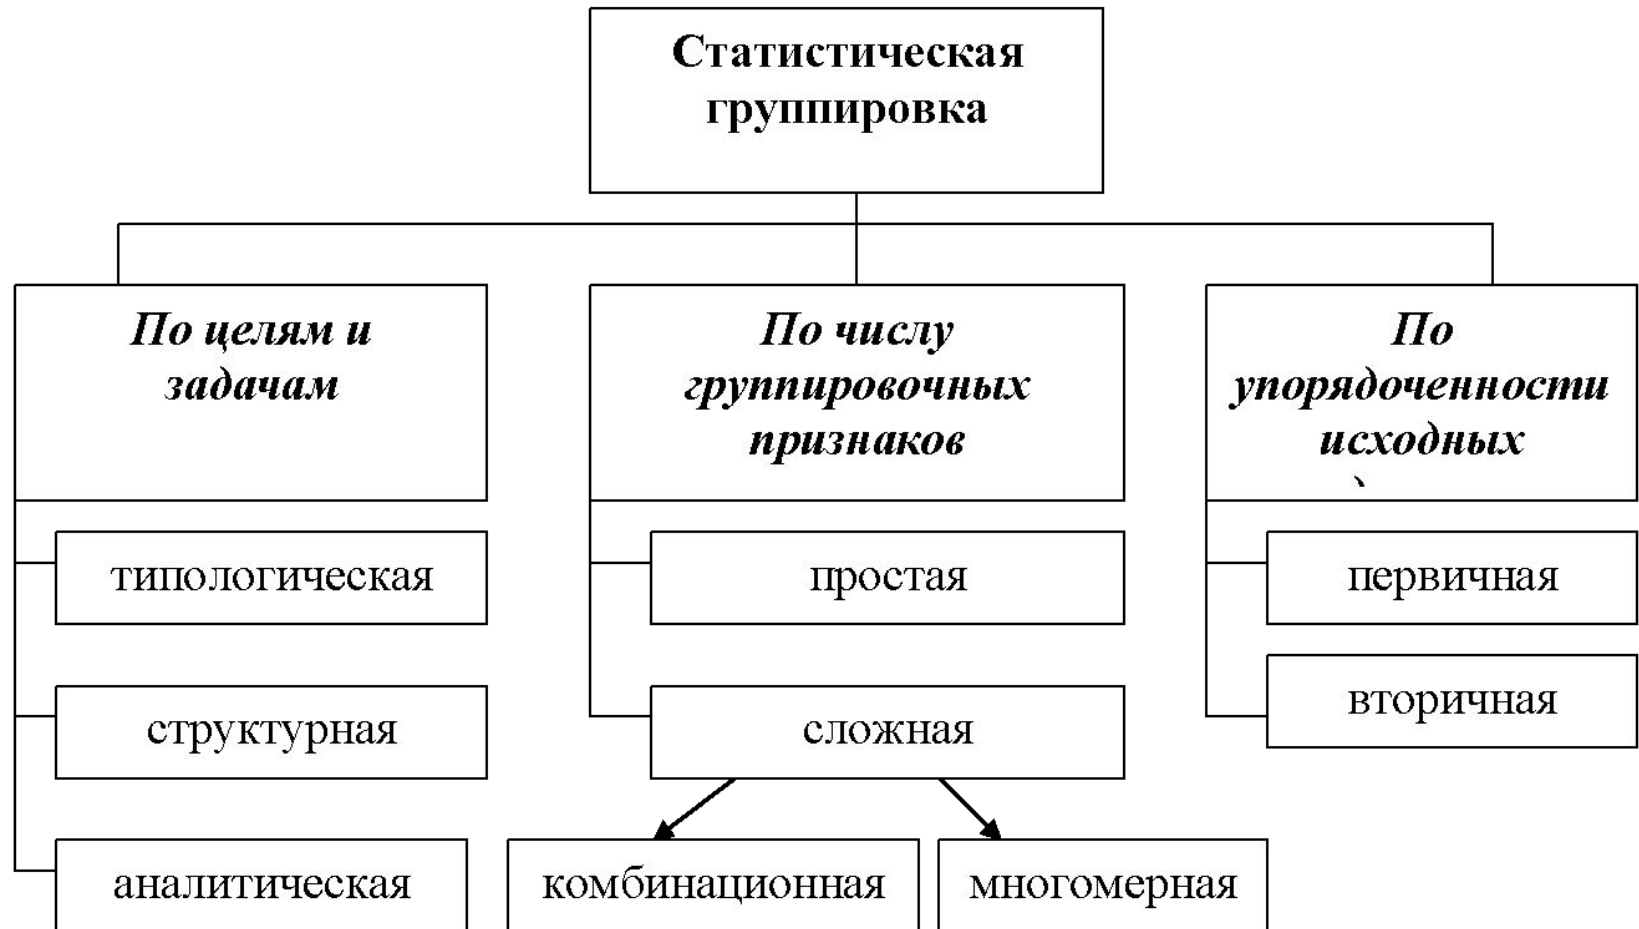 Статистическая
группировка
По целям и
задачам
По числу
группировочных
признаков
По
упорядоченности
исходных
типологическая
простая
первичная
структурная
сложная
вторичная
аналитическая
комбинационная
многомерная